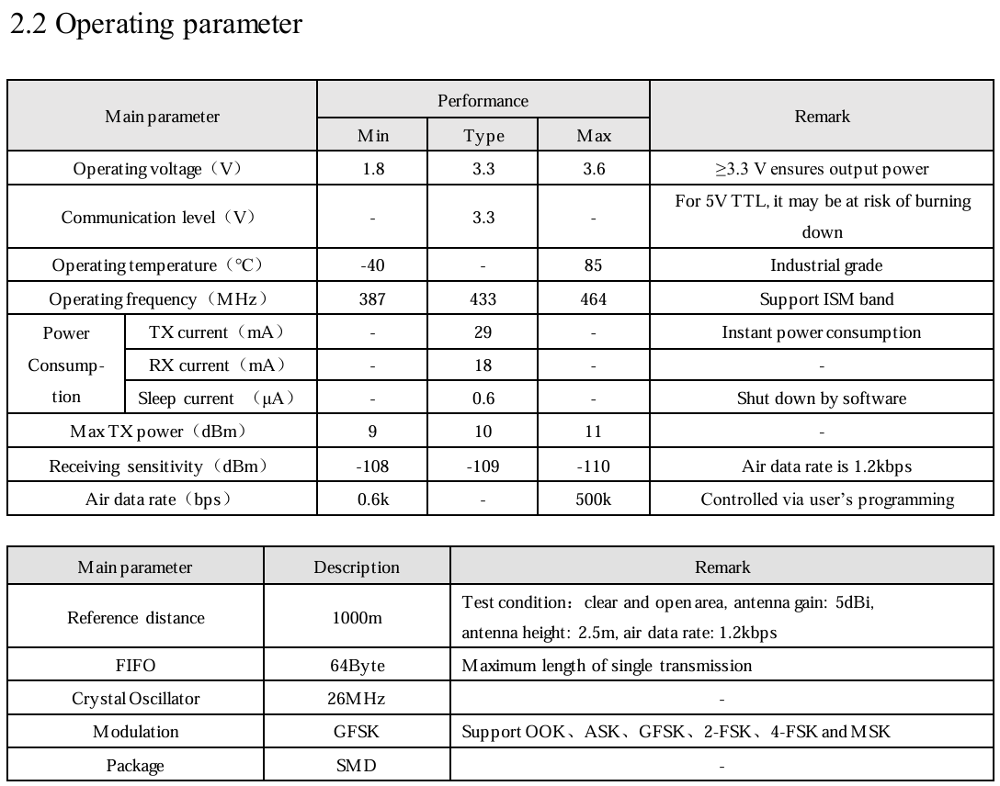 2.2 Operating parameter
Main parameter
Performance
Remark
Min
Type
Max
Operating voltage（V）
1.8
3.3
3.6
≥3.3 V ensures output power
Communication level（V）
-
3.3
-
For 5V TTL, it may be at risk of burning
down
Operating temperature（℃）
-40
-
85
Industrial grade
Operating frequency（MHz）
387
433
464
Support ISM band
Power
Consump-
tion
TX current（mA）
-
29
-
Instant power consumption
RX current（mA）
-
18
-
-
Sleep current （μA）
-
0.6
-
Shut down by software
Max TX power（dBm）
9
10
11
-
Receiving sensitivity（dBm）
-108
-109
-110
Air data rate is 1.2kbps
Air data rate（bps）
0.6k
-
500k
Controlled via user's programming
Main parameter
Description
Remark
Reference distance
1000m
Test condition：clear and open area, antenna gain: 5dBi,
antenna height: 2.5m, air data rate: 1.2kbps
FIFO
64Byte
Maximum length of single transmission
Crystal Oscillator
26MHz
-
Modulation
GFSK
Support OOK、ASK、GFSK、2-FSK、4-FSK and MSK
Package
SMD
-